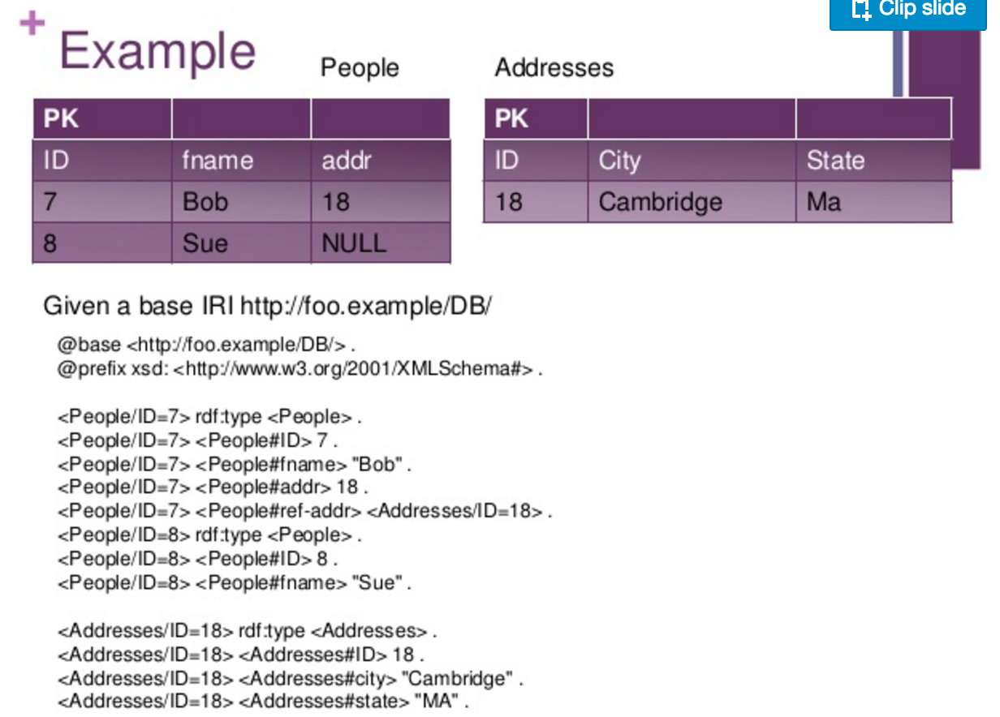 Clip slide
+
Example
People
Addresses
PK
ID fname addr
7 Bob 18
8 Sue NULL
PK
ID City State
18 Cambridge Ma
Given a base IRI http://foo.example/DB/
@base <http://foo.example/DB/> .
@prefix xsd: <http://www.w3.org/2001/XMLSchema#> .
<People/ID=7> rdf:type <People> .
<People/ID=7> <People#ID> 7 .
<People/ID=7> <People#fname> "Bob" .
<People/ID=7> <People#addr> 18 .
<People/ID=7> <People#ref-addr> <Addresses/ID=18> .
<People/ID=8> rdf:type <People> .
<People/ID=8> <People#ID> 8 .
<People/ID=8> <People#fname> "Sue" .
<Addresses/ID=18> rdf:type <Addresses> .
<Addresses/ID=18> <Addresses#ID> 18 .
<Addresses/ID=18> <Addresses#city> "Cambridge" .
<Addresses/ID=18> <Addresses#state> "MA" .